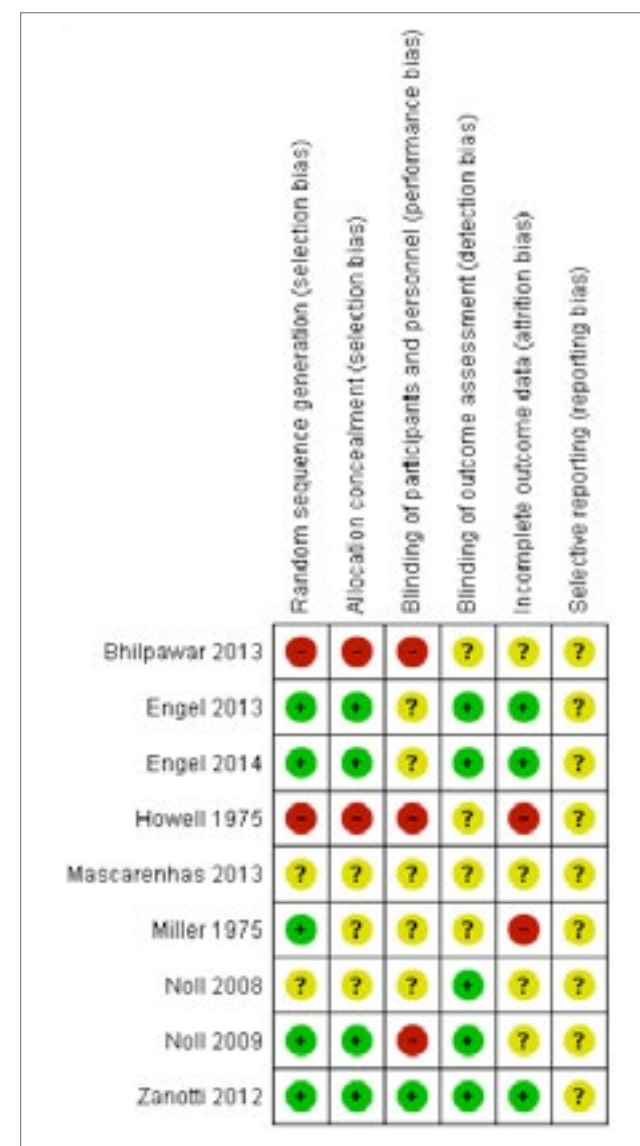 Random sequence generation (selection bias)
Allocation concealment (selection bias)
Blinding of participants and personnel (performance bias)
Blinding of outcome assessment (detection bias)
Incomplete outcome data (attrition bias)
Selective reporting (reporting bias)
Bhilpawar 2013 - - - ? ? ?
Engel 2013 + + ? + + ?
Engel 2014 + + ? + + ?
Howell 1975 - - - ? - ?
Mascarenhas 2013 ? ? ? ? ? ?
Miller 1975 + ? ? ? - ?
Noll 2008 ? ? ? + ? ?
Noll 2009 + + - + ? ?
Zanotti 2012 + + + + + ?